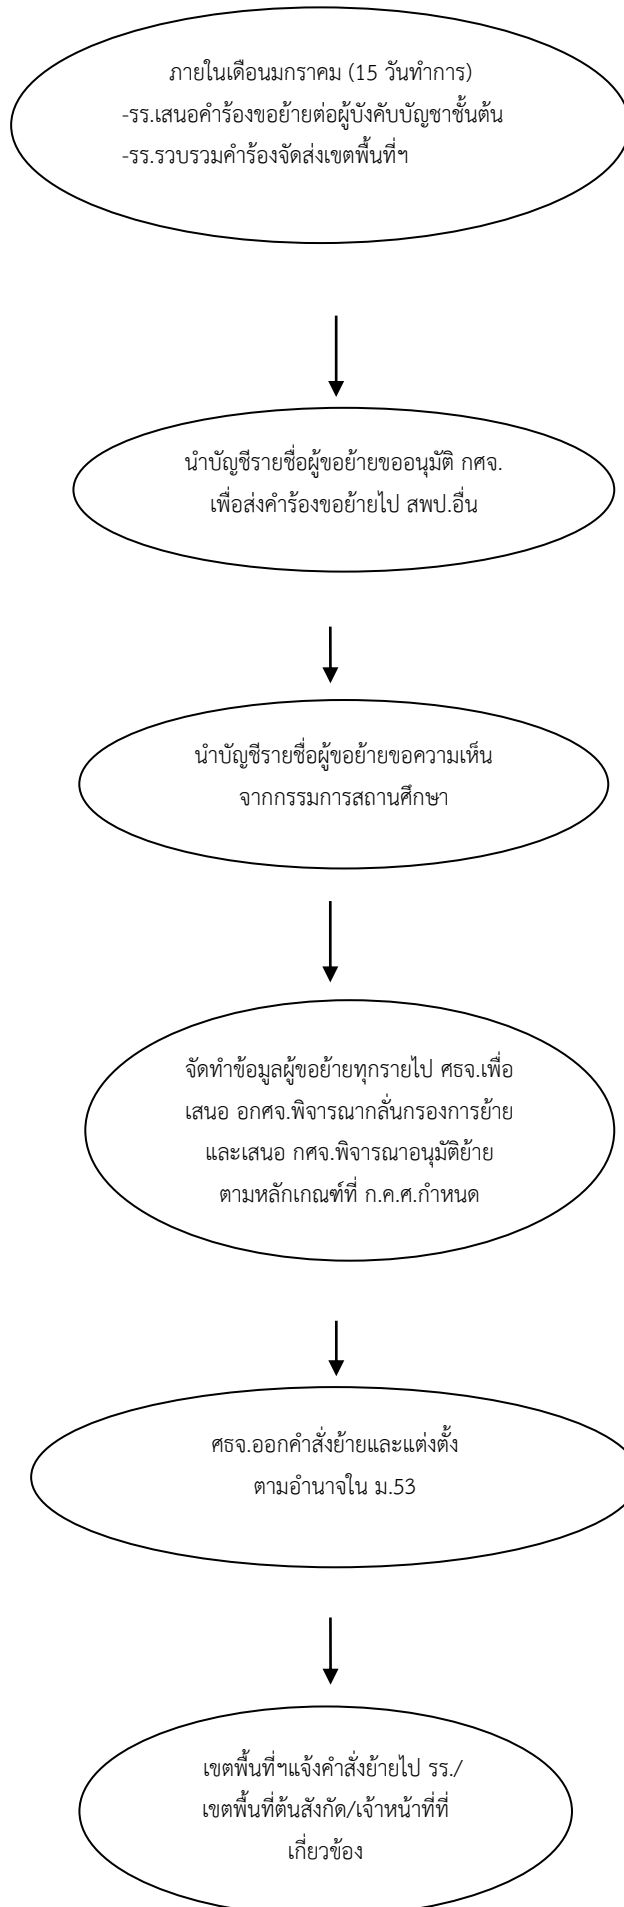 ภายในเดือนมกราคม (15 วันทำการ)
-รร.เสนอคำร้องขอย้ายต่อผู้บังคับบัญชาชั้นต้น
-รร.รวบรวมคำร้องจัดส่งเขตพื้นที่ฯ
นำบัญชีรายชื่อผู้ขอย้ายขออนุมัติ กศจ.
เพื่อส่งคำร้องขอย้ายไป สพป.อื่น
นำบัญชีรายชื่อผู้ขอย้ายขอความเห็น
จากกรรมการสถานศึกษา
จัดทำข้อมูลผู้ขอย้ายทุกรายไป ศธจ.เพื่อ
เสนอ อกศจ.พิจารณากลั่นกรองการย้าย
และเสนอ กศจ.พิจารณาอนุมัติย้าย
ตามหลักเกณฑ์ที่ ก.ค.ศ.กำหนด
ศธจ.ออกคำสั่งย้ายและแต่งตั้ง
ตามอำนาจใน ม.53
เขตพื้นที่ฯแจ้งคำสั่งย้ายไป รร./
เขตพื้นที่ต้นสังกัด/เจ้าหน้าที่ที่
เกี่ยวข้อง